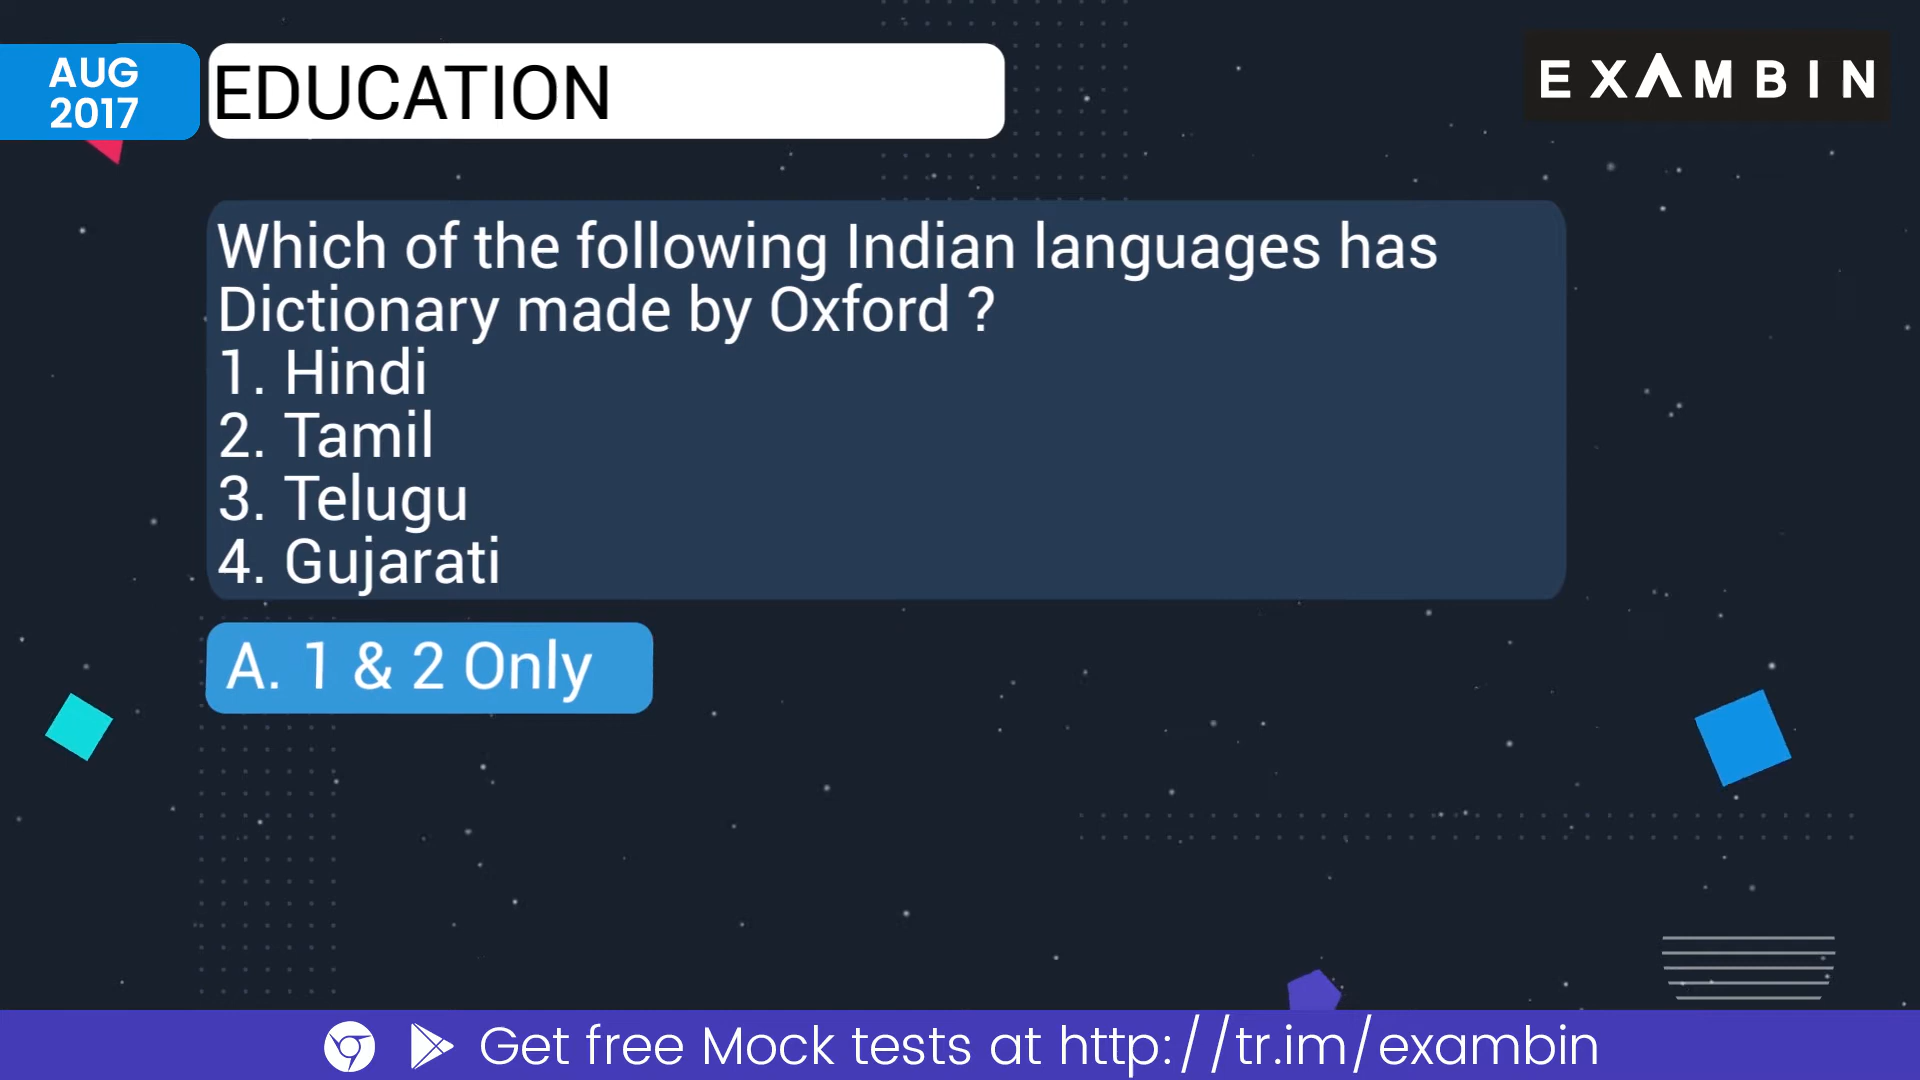 AUG
2017
EDUCATION
EXAMBIN
Which of the following Indian languages has
Dictionary made by Oxford ?
1. Hindi
2. Tamil
3. Telugu
4. Gujarati
A. 1 & 2 Only
Get free Mock tests at http://tr.im/exambin